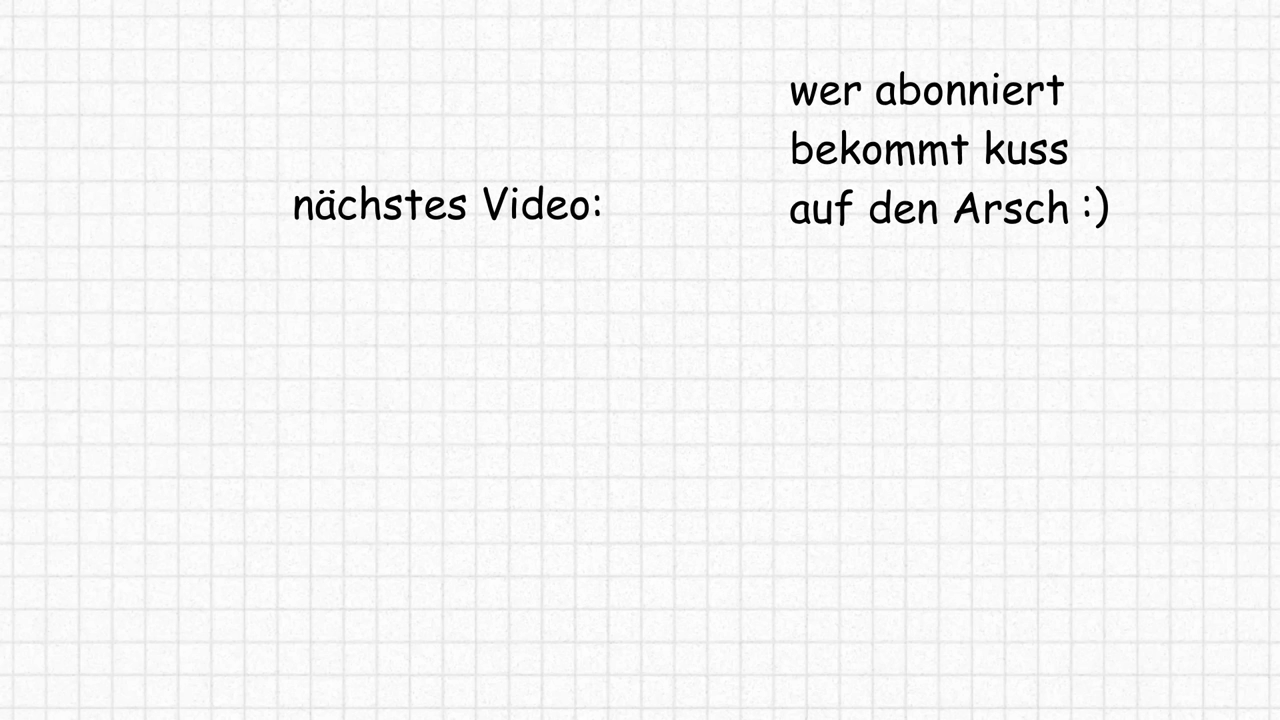 nächstes Video:
wer abonniert
bekommt kuss
auf den Arsch :)